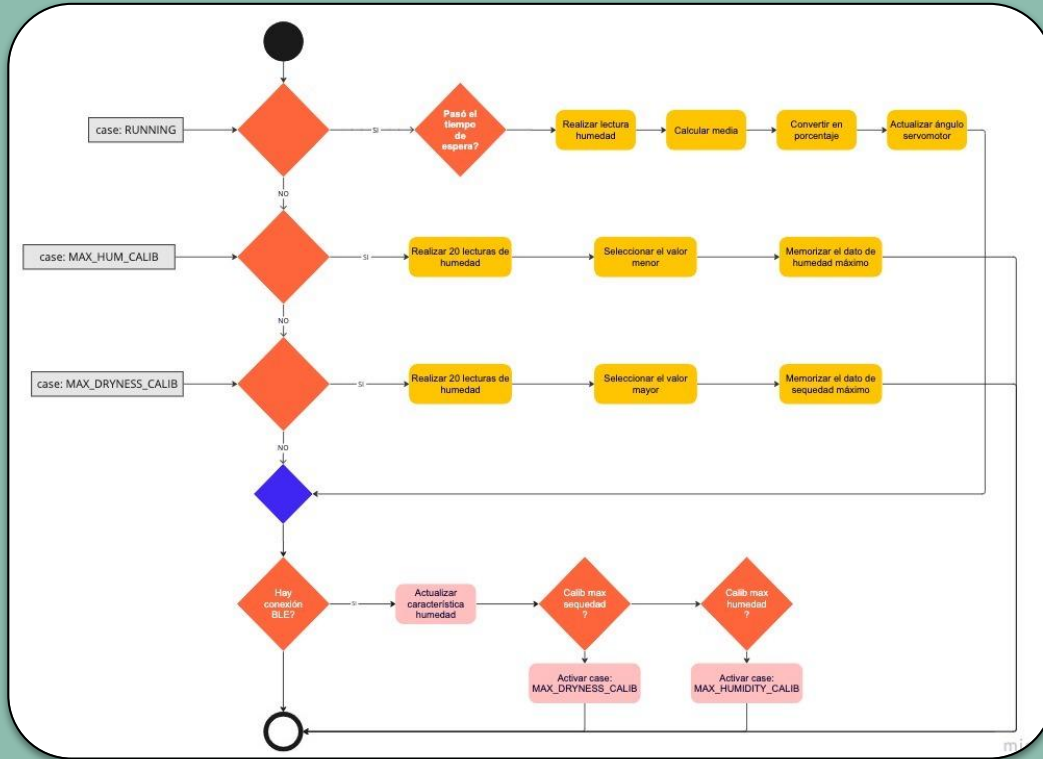 case: RUNNING
SI
Pasó el
tiempo
de
espera?
Realizar lectura
humedad
Calcular media
Convertir en
porcentaje
Actualizar ángulo
servomotor
NO
case: MAX_HUM_CALIB
SI
Realizar 20 lecturas de
humedad
Seleccionar el valor
menor
Memorizar el dato de
humedad máximo
NO
case: MAX_DRYNESS_CALIB
SI
Realizar 20 lecturas de
humedad
Seleccionar el valor
mayor
Memorizar el dato de
sequedad máximo
NO
Hay
conexión
BLE?
SI
Actualizar
característica
humedad
Calib max
sequedad
?
Calib max
humedad
?
Activar case:
MAX_DRYNESS_CALIB
Activar case:
MAX_HUMIDITY_CALIB